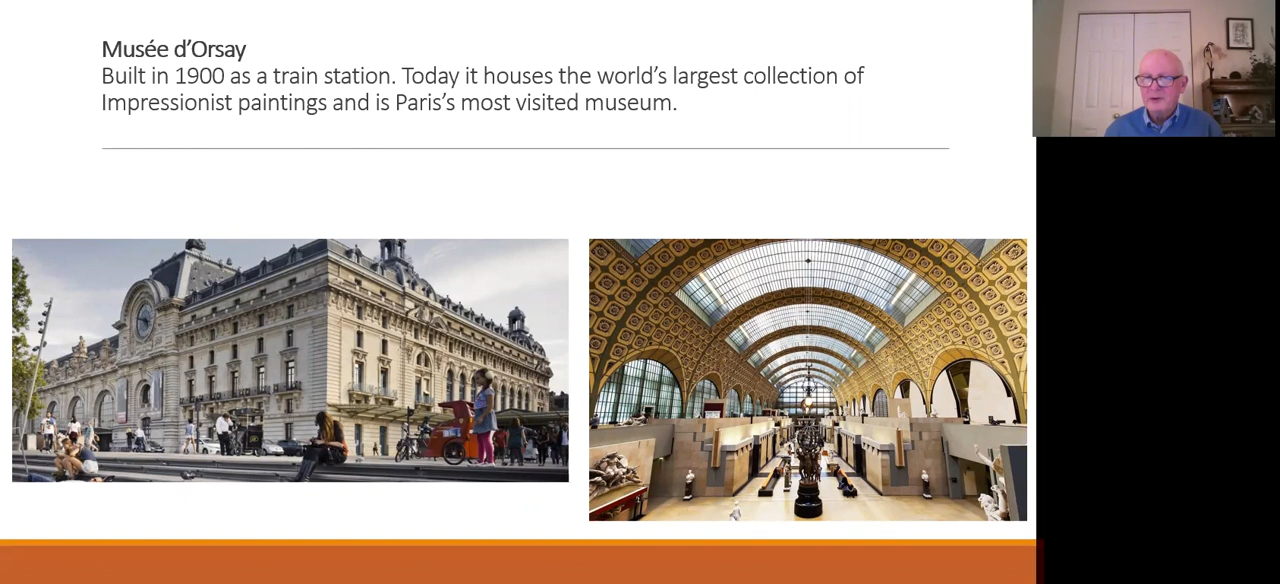 Musée d’Orsay
Built in 1900 as a train station. Today it houses the world’s largest collection of
Impressionist paintings and is Paris’s most visited museum.